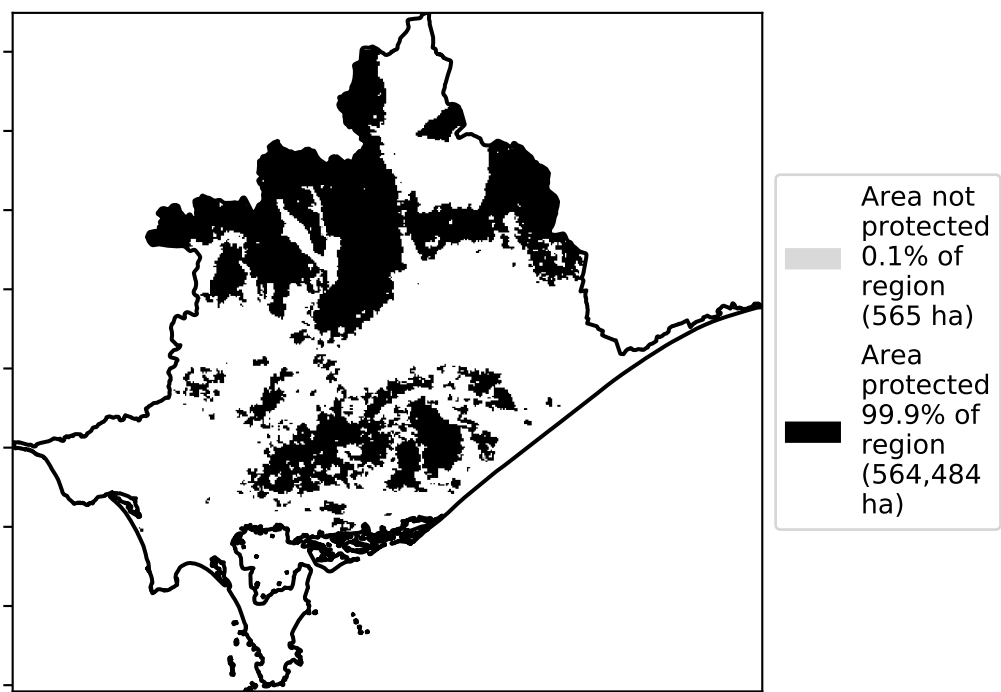 Area not
protected
0.1% of
region
(565 ha)
Area
protected
99.9% of
region
(564,484
ha)